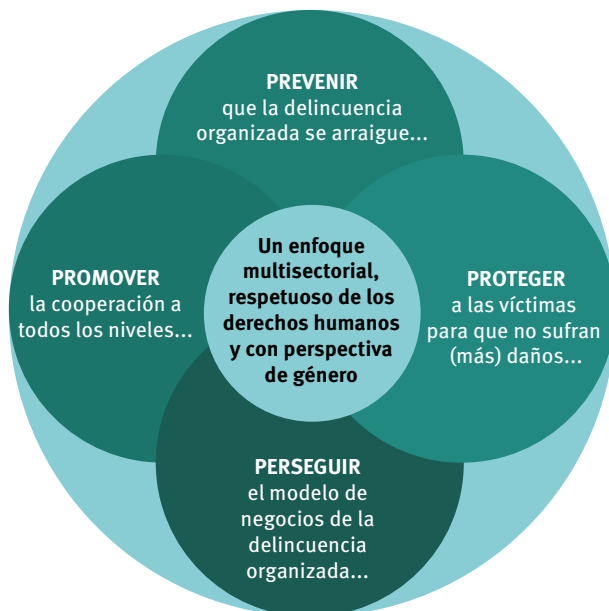 PREVENIR
que la delincuencia
organizada se arraigue...
PROMOVER
la cooperación a
todos los niveles...
Un enfoque
multisectorial,
respetuoso de los
derechos humanos
y con perspectiva
de género
PROTEGER
a las víctimas
para que no sufran
(más) daños...
PERSEGUIR
el modelo de
negocios de la
delincuencia
organizada...